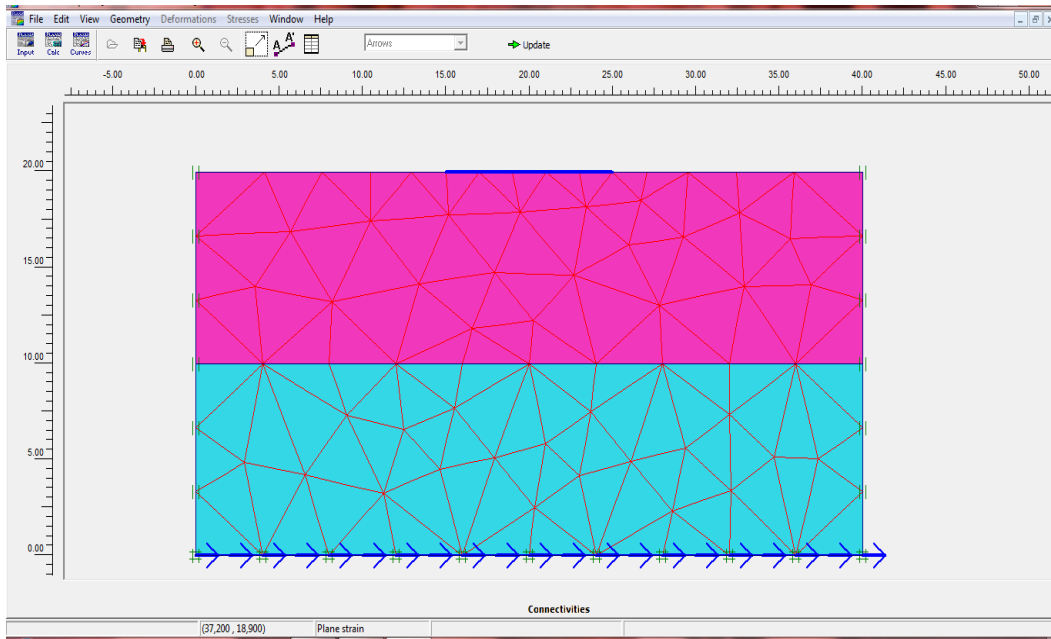 File Edit View Geometry Deformations Stresses Window Help
Input Calc Curves A A' Arrows Update
-5.00 0.00 5.00 10.00 15.00 20.00 25.00 30.00 35.00 40.00 45.00 50.00
20.00
15.00
10.00
5.00
0.00
Connectivities
(37,200 , 18,900) Plane strain